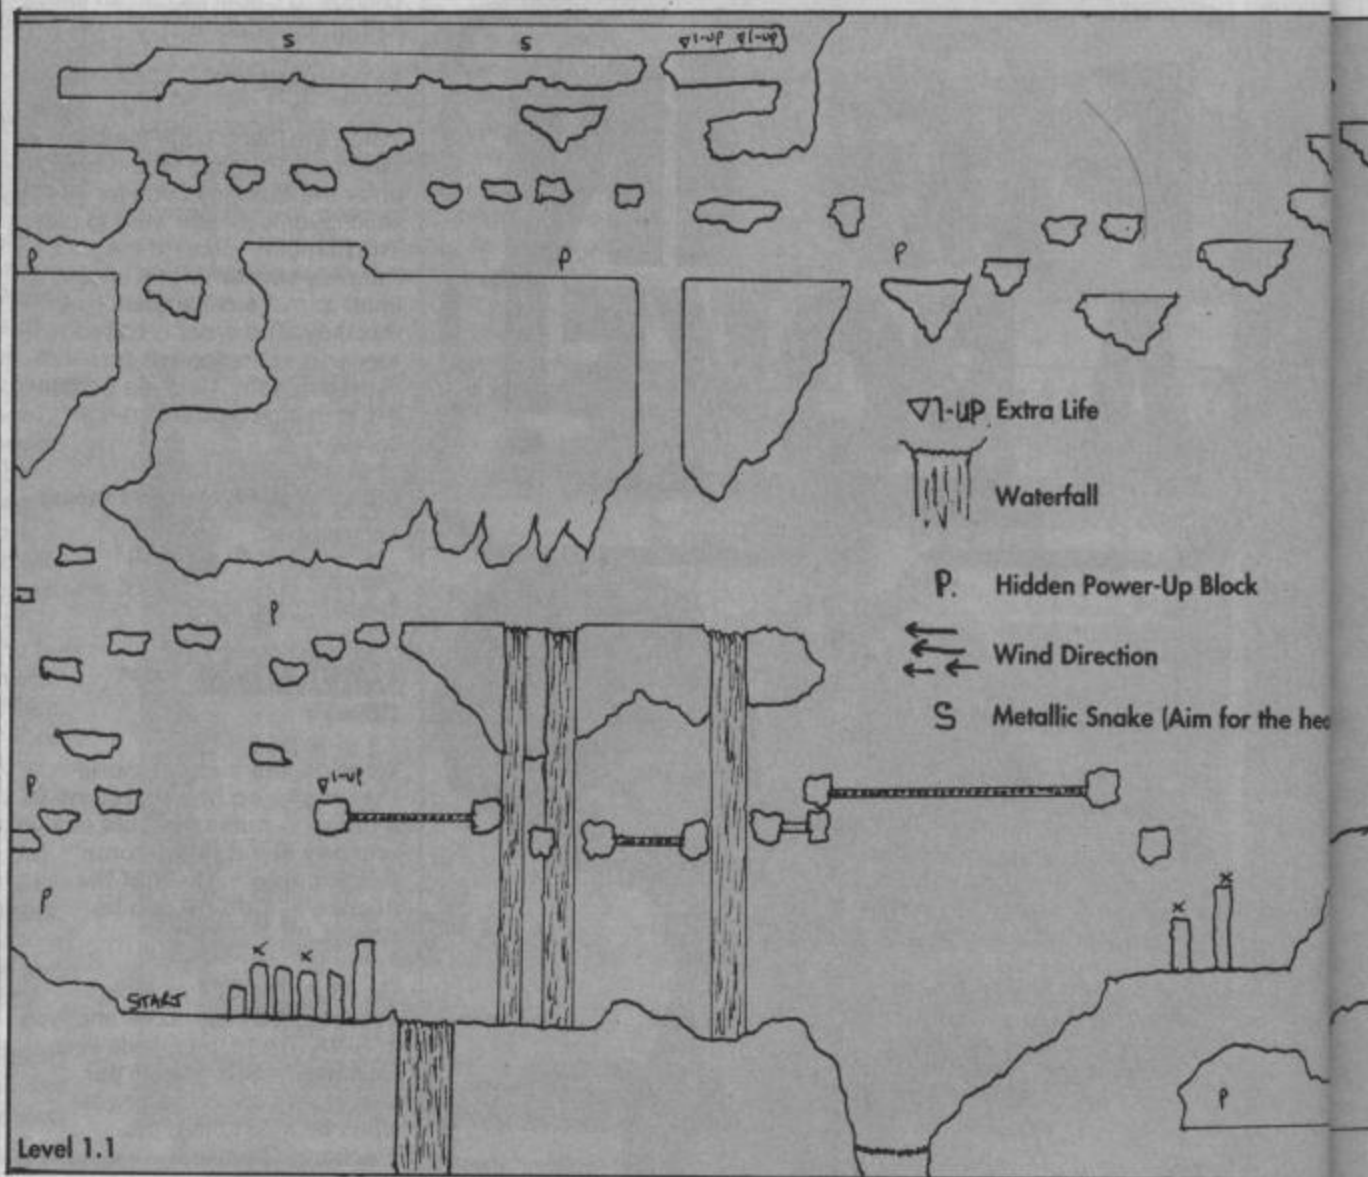 S S ▽1-UP ▽1-UP
P P P
▽1-UP Extra Life
Waterfall
P. Hidden Power-Up Block
P
Wind Direction
S Metallic Snake (Aim for the hea
▽1-UP
P
P
x x x x
START
P
Level 1.1